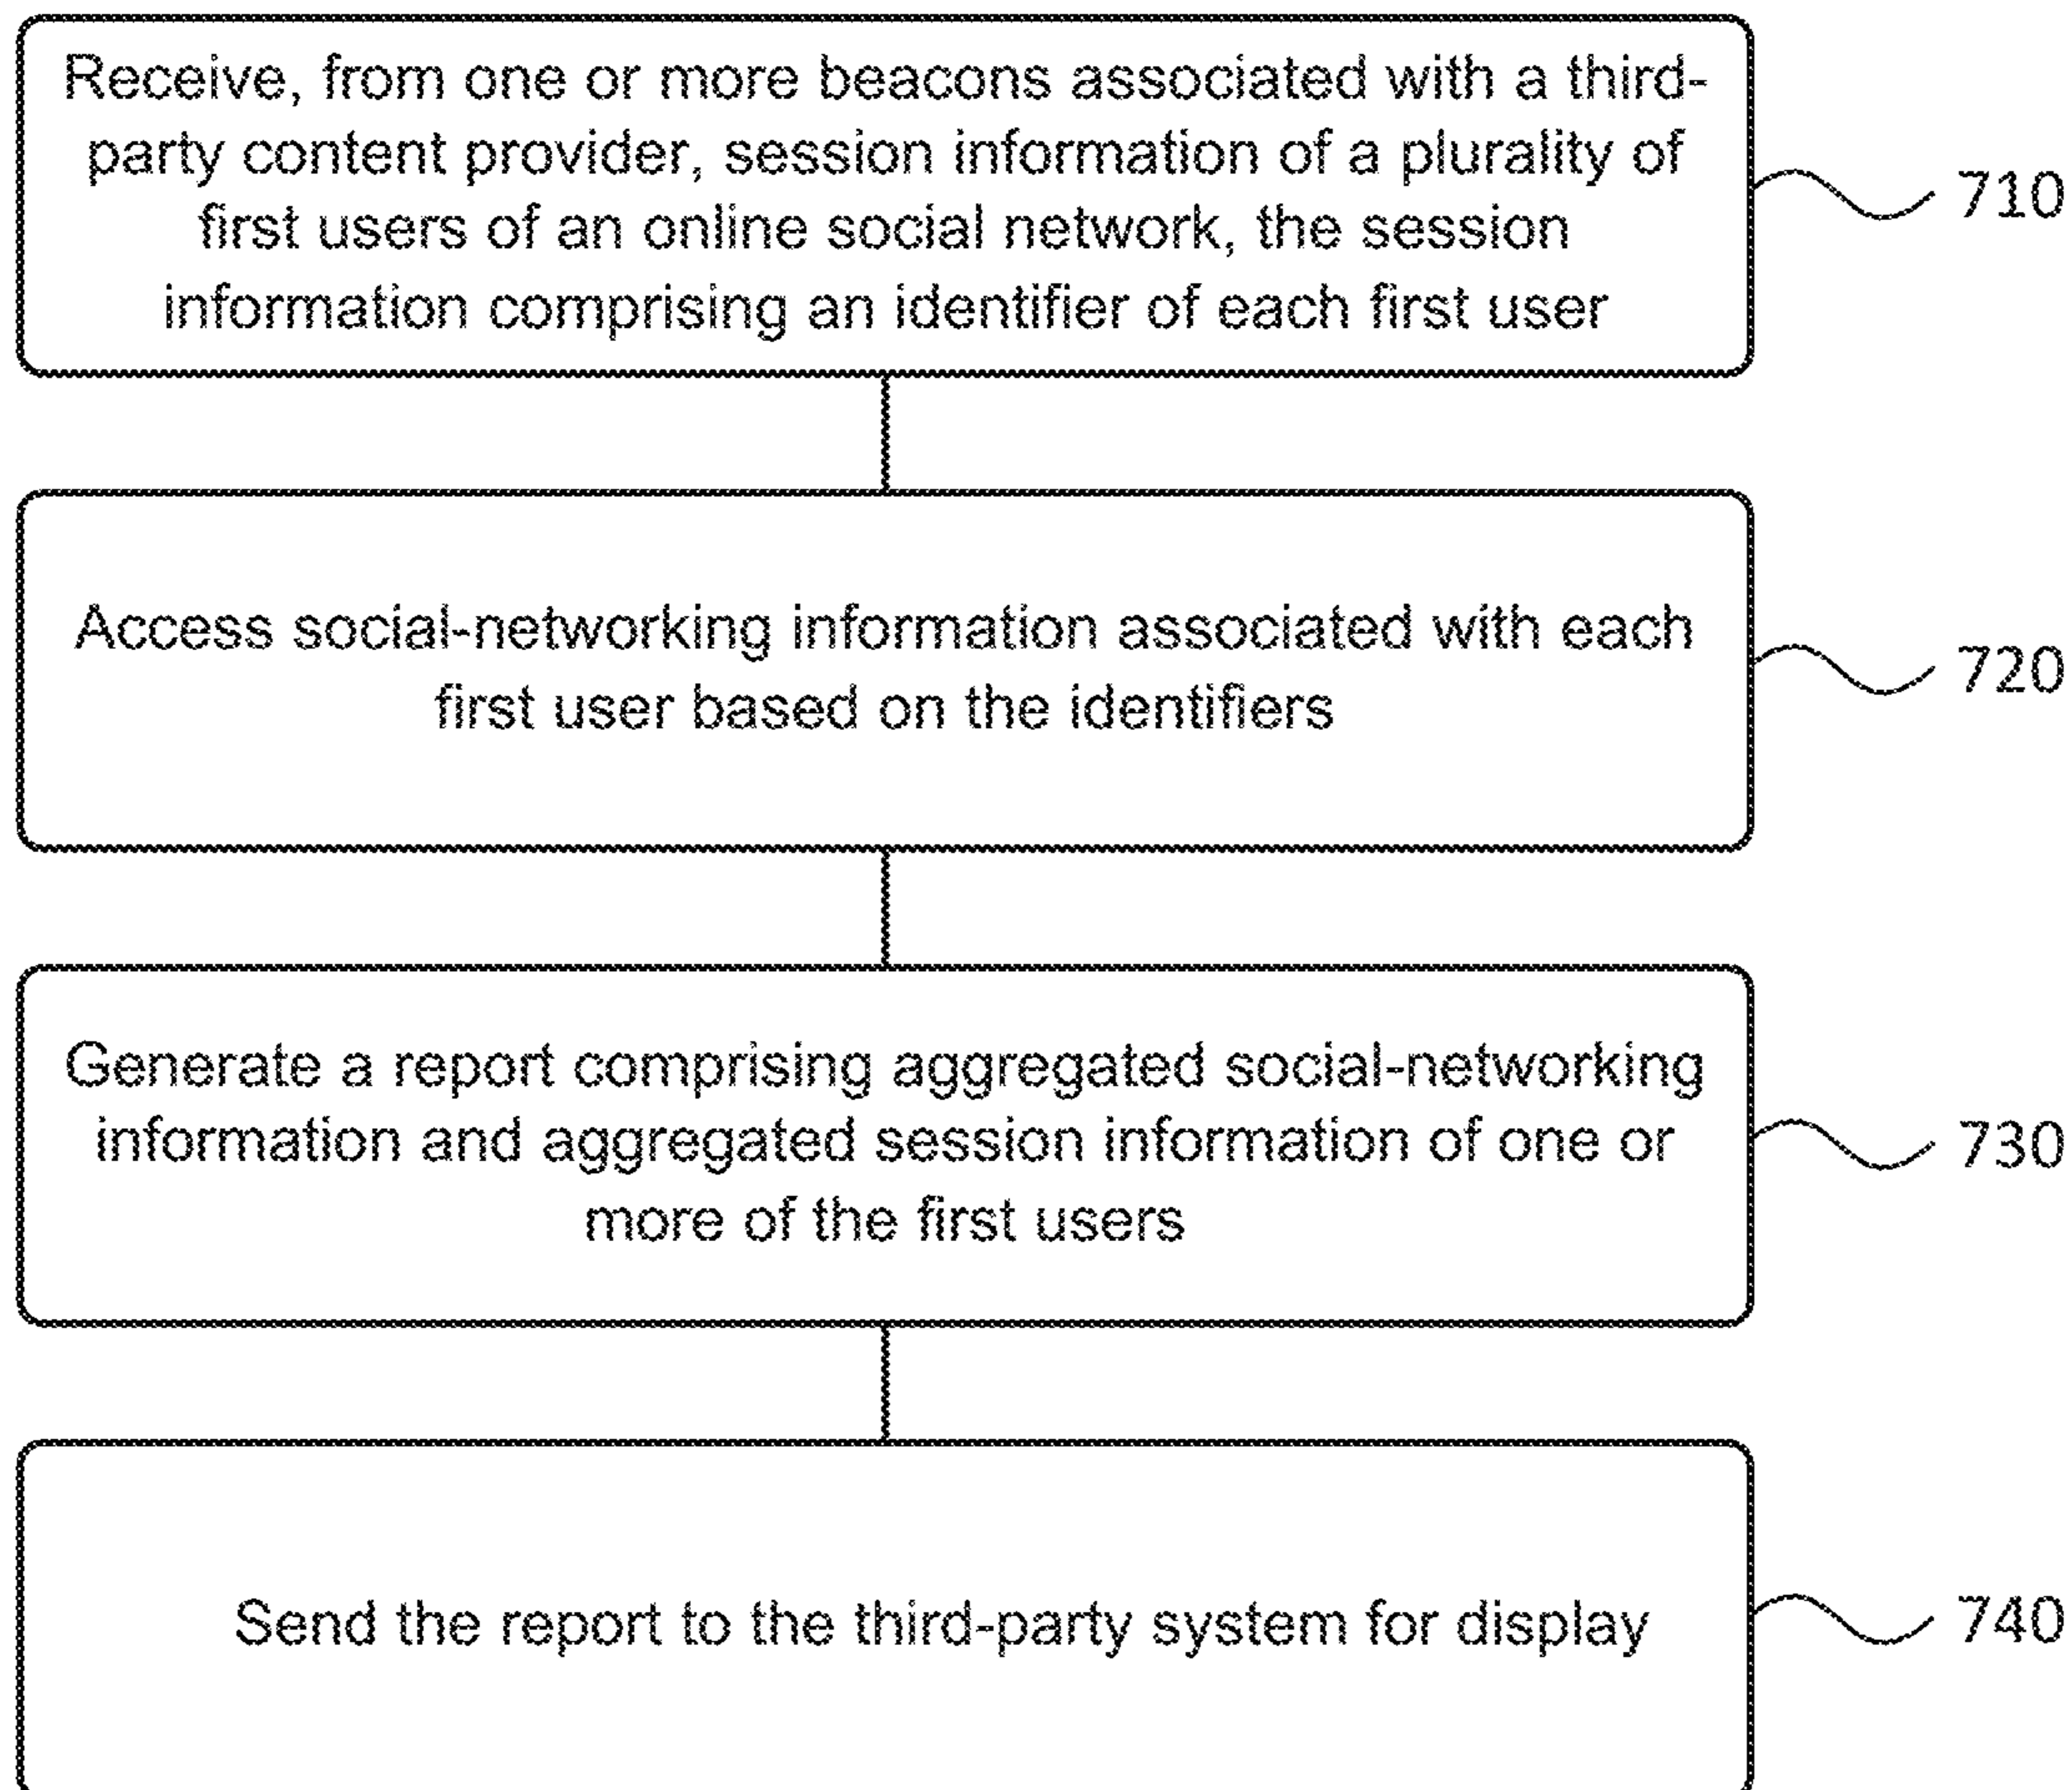 Receive, from one or more beacons associated with a third-
party content provider, session information of a plurality of
first users of an online social network, the session
information comprising an identifier of each first user
710
Access social-networking information associated with each
first user based on the identifiers
720
Generate a report comprising aggregated social-networking
information and aggregated session information of one or
more of the first users
730
Send the report to the third-party system for display
740